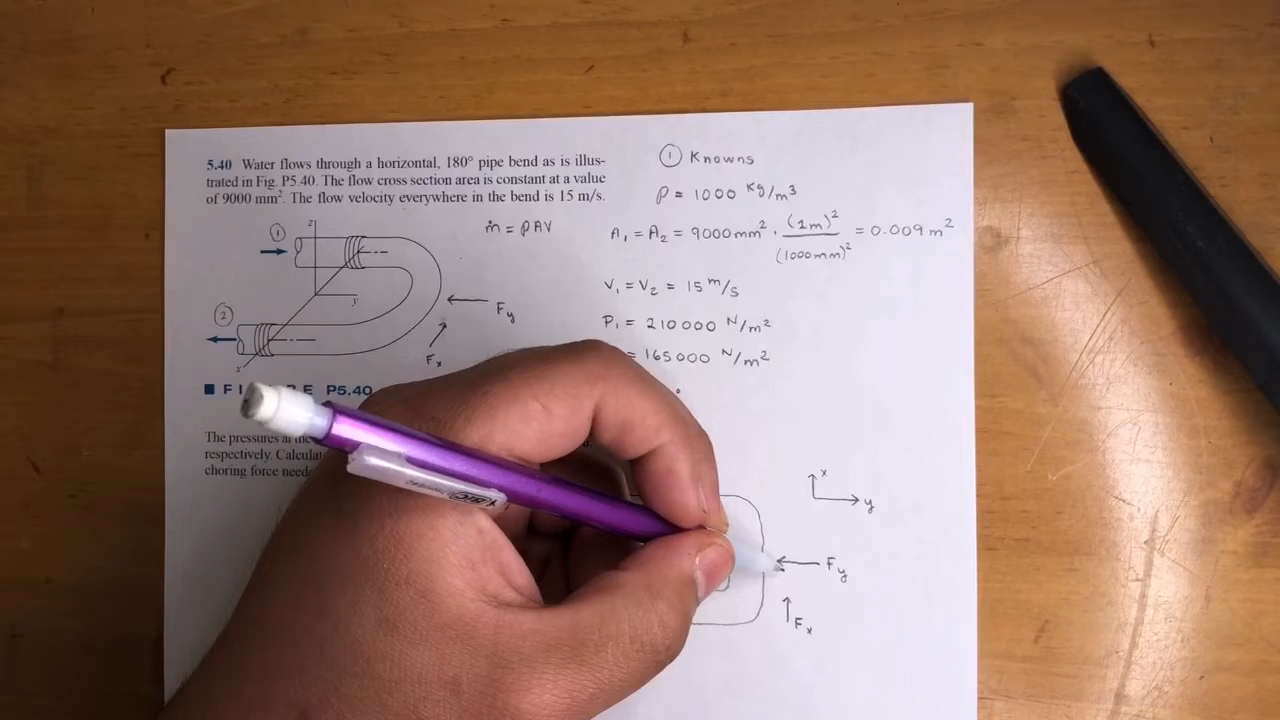 5.40 Water flows through a horizontal, 180° pipe bend as is illus-
trated in Fig. P5.40. The flow cross section area is constant at a value
of 9000 mm². The flow velocity everywhere in the bend is 15 m/s.
z
①
y
②
x
ṁ = ρAV
Fy
Fx
P5.40
The pressures at
respectively. Calculat
choring force need
① Knowns
ρ = 1000 Kg/m³
A₁ = A₂ = 9000mm² · (1m)² / (1000mm)² = 0.009 m²
V₁ = V₂ = 15 m/s
P₁ = 210000 N/m²
= 165000 N/m²
x
y
Fy
Fx
BIC